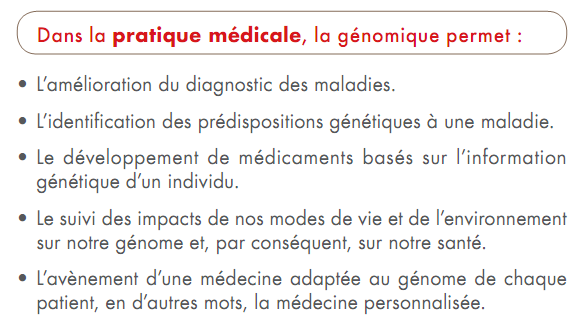 Dans la pratique médicale, la génomique permet :
• L’amélioration du diagnostic des maladies.
• L’identification des prédispositions génétiques à une maladie.
• Le développement de médicaments basés sur l’information
génétique d’un individu.
• Le suivi des impacts de nos modes de vie et de l’environnement
sur notre génome et, par conséquent, sur notre santé.
• L’avènement d’une médecine adaptée au génome de chaque
patient, en d’autres mots, la médecine personnalisée.